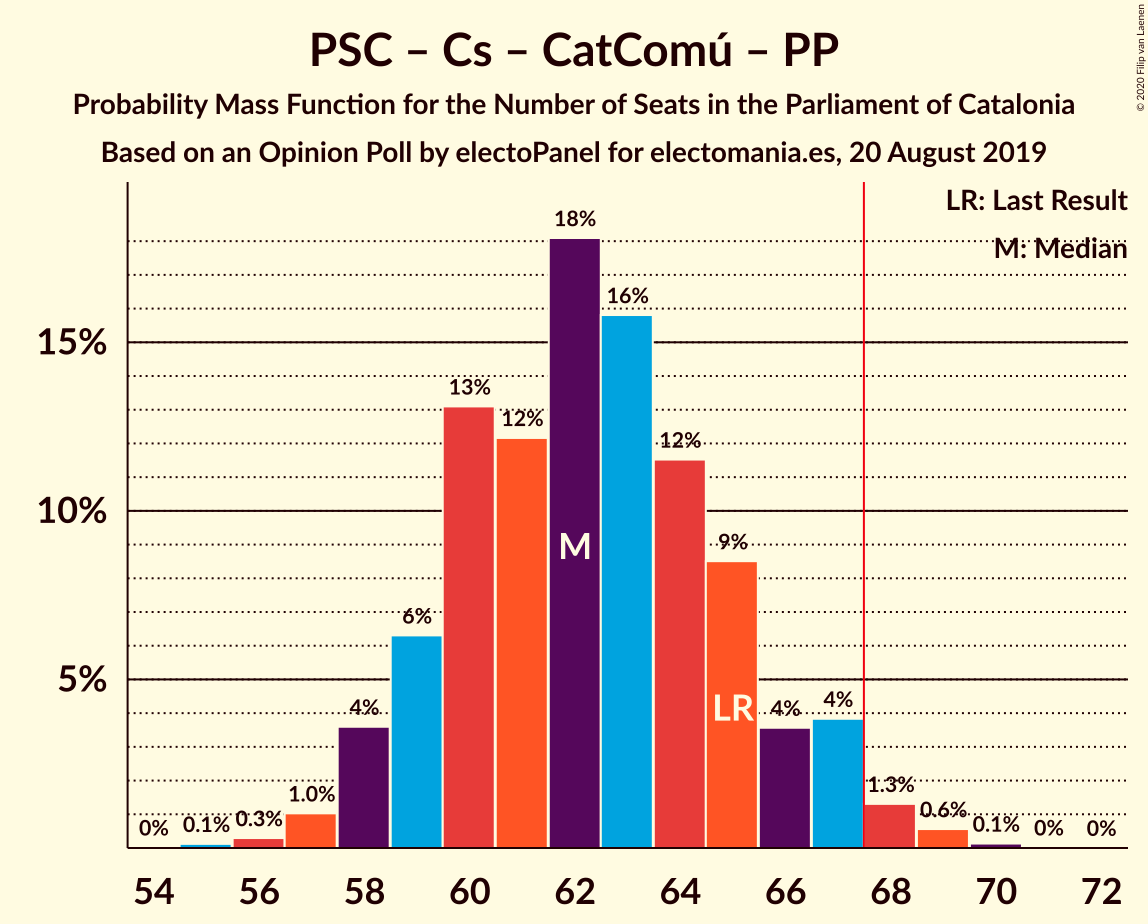 PSC – Cs – CatComú – PP
Probability Mass Function for the Number of Seats in the Parliament of Catalonia
Based on an Opinion Poll by electoPanel for electomania.es, 20 August 2019
© 2020 Filip van Laenen
LR: Last Result
M: Median
15%
10%
5%
0%
0.1%
0.3%
1.0%
4%
6%
13%
12%
18%
16%
12%
9%
4%
4%
1.3%
0.6%
0.1%
0%
0%
M
LR
54 56 58 60 62 64 66 68 70 72